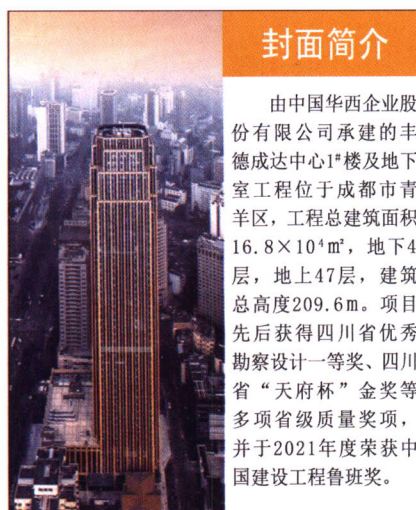 封面简介
由中国华西企业股
份有限公司承建的丰
德成达中心1#楼及地下
室工程位于成都市青
羊区，工程总建筑面积
16.8×10⁴㎡，地下4
层，地上47层，建筑
总高度209.6m。项目
先后获得四川省优秀
勘察设计一等奖、四川
省“天府杯”金奖等
多项省级质量奖项，
并于2021年度荣获中
国建设工程鲁班奖。